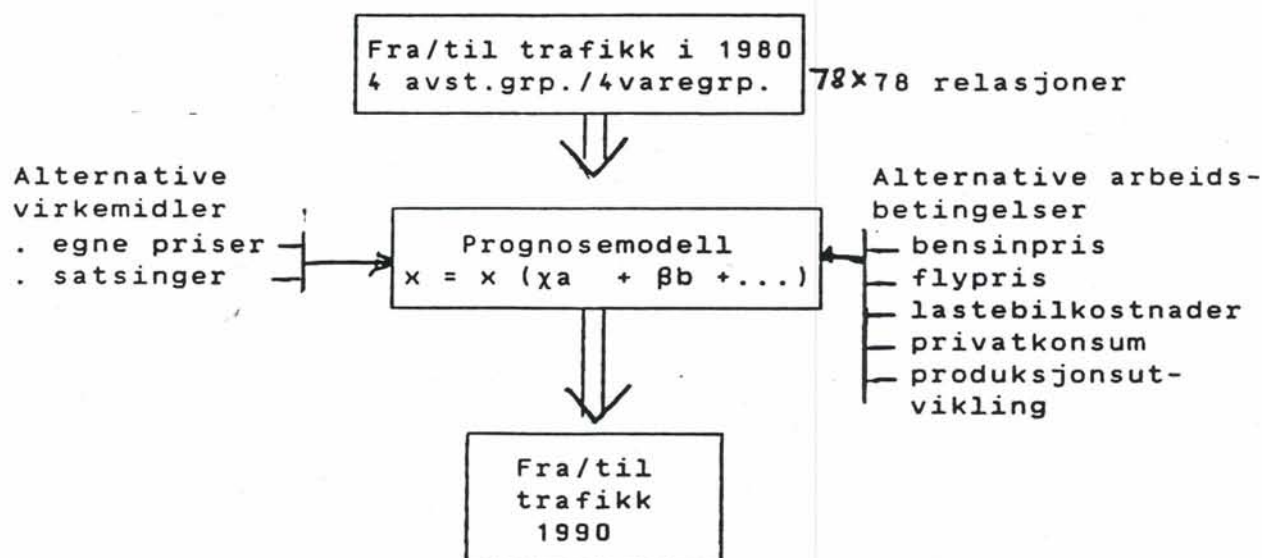 Fra/til trafikk i 1980
4 avst.grp./4varegrp.
78×78 relasjoner
Alternative
virkemidler
. egne priser
. satsinger
Prognosemodell
x = x (χa + βb +...)
Alternative arbeids-
betingelser
bensinpris
flypris
lastebilkostnader
privatkonsum
produksjonsut-
vikling
Fra/til
trafikk
1990